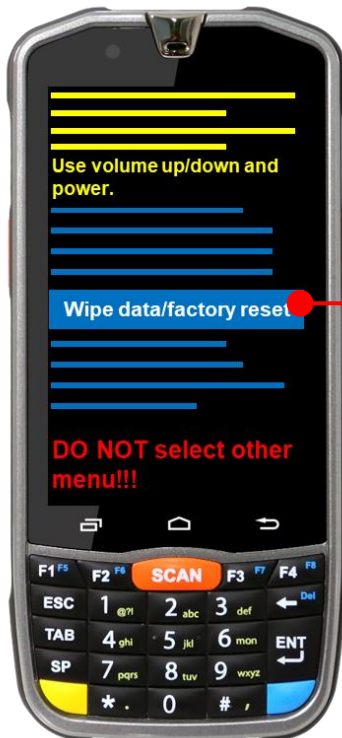 Use volume up/down and
power.
Wipe data/factory reset
DO NOT select other
menu!!!
F1 F5
F2 F6
SCAN
F3 F7
F4 F8
ESC
1 @?!
2 abc
3 def
Del
TAB
4 ghi
5 jkl
6 mon
ENT
SP
7 pqrs
8 tuv
9 wxyz
* .
0
# ,